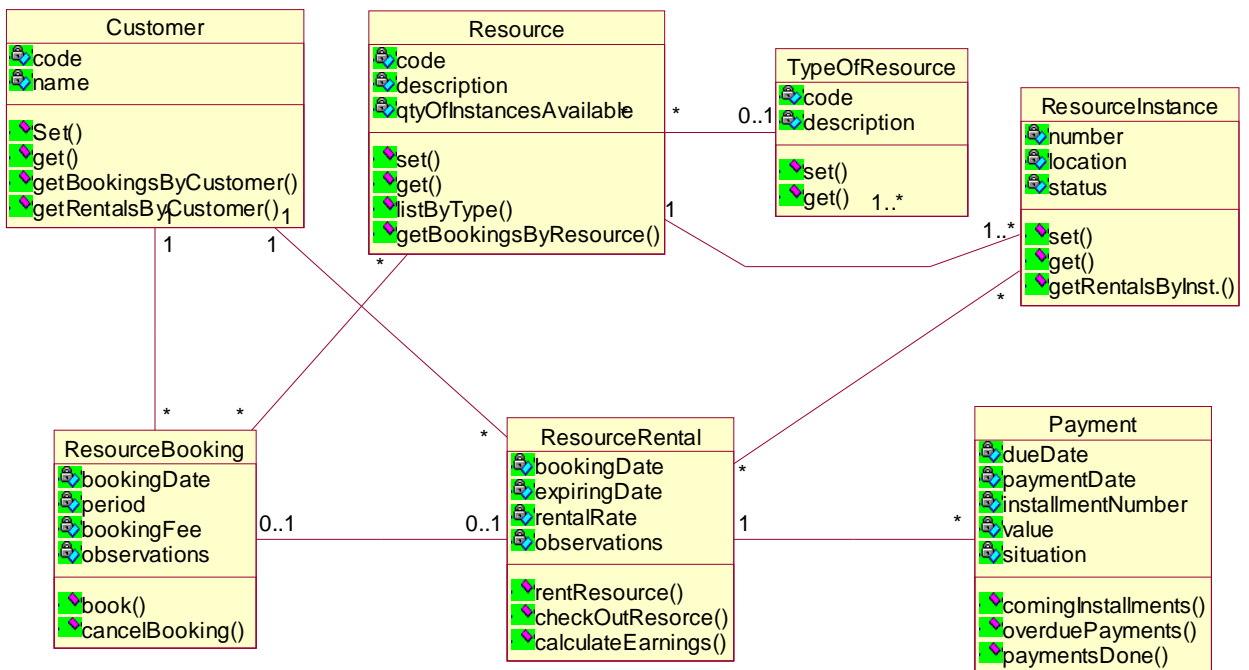 Customer
code
name
Set()
get()
getBookingsByCustomer()
getRentalsByCustomer()
1
1
1
1
Resource
code
description
qtyOfInstancesAvailable
*
set()
get()
listByType()
getBookingsByResource()
*
0..1
1
*
TypeOfResource
code
description
set()
get()
1..*
ResourceInstance
number
location
status
set()
get()
getRentalsByInst.()
1..*
*
*
*
*
ResourceBooking
bookingDate
period
bookingFee
observations
book()
cancelBooking()
0..1
0..1
ResourceRental
bookingDate
expiringDate
rentalRate
observations
rentResource()
checkOutResorce()
calculateEarnings()
*
1
*
Payment
dueDate
paymentDate
installmentNumber
value
situation
comingInstallments()
overduePayments()
paymentsDone()